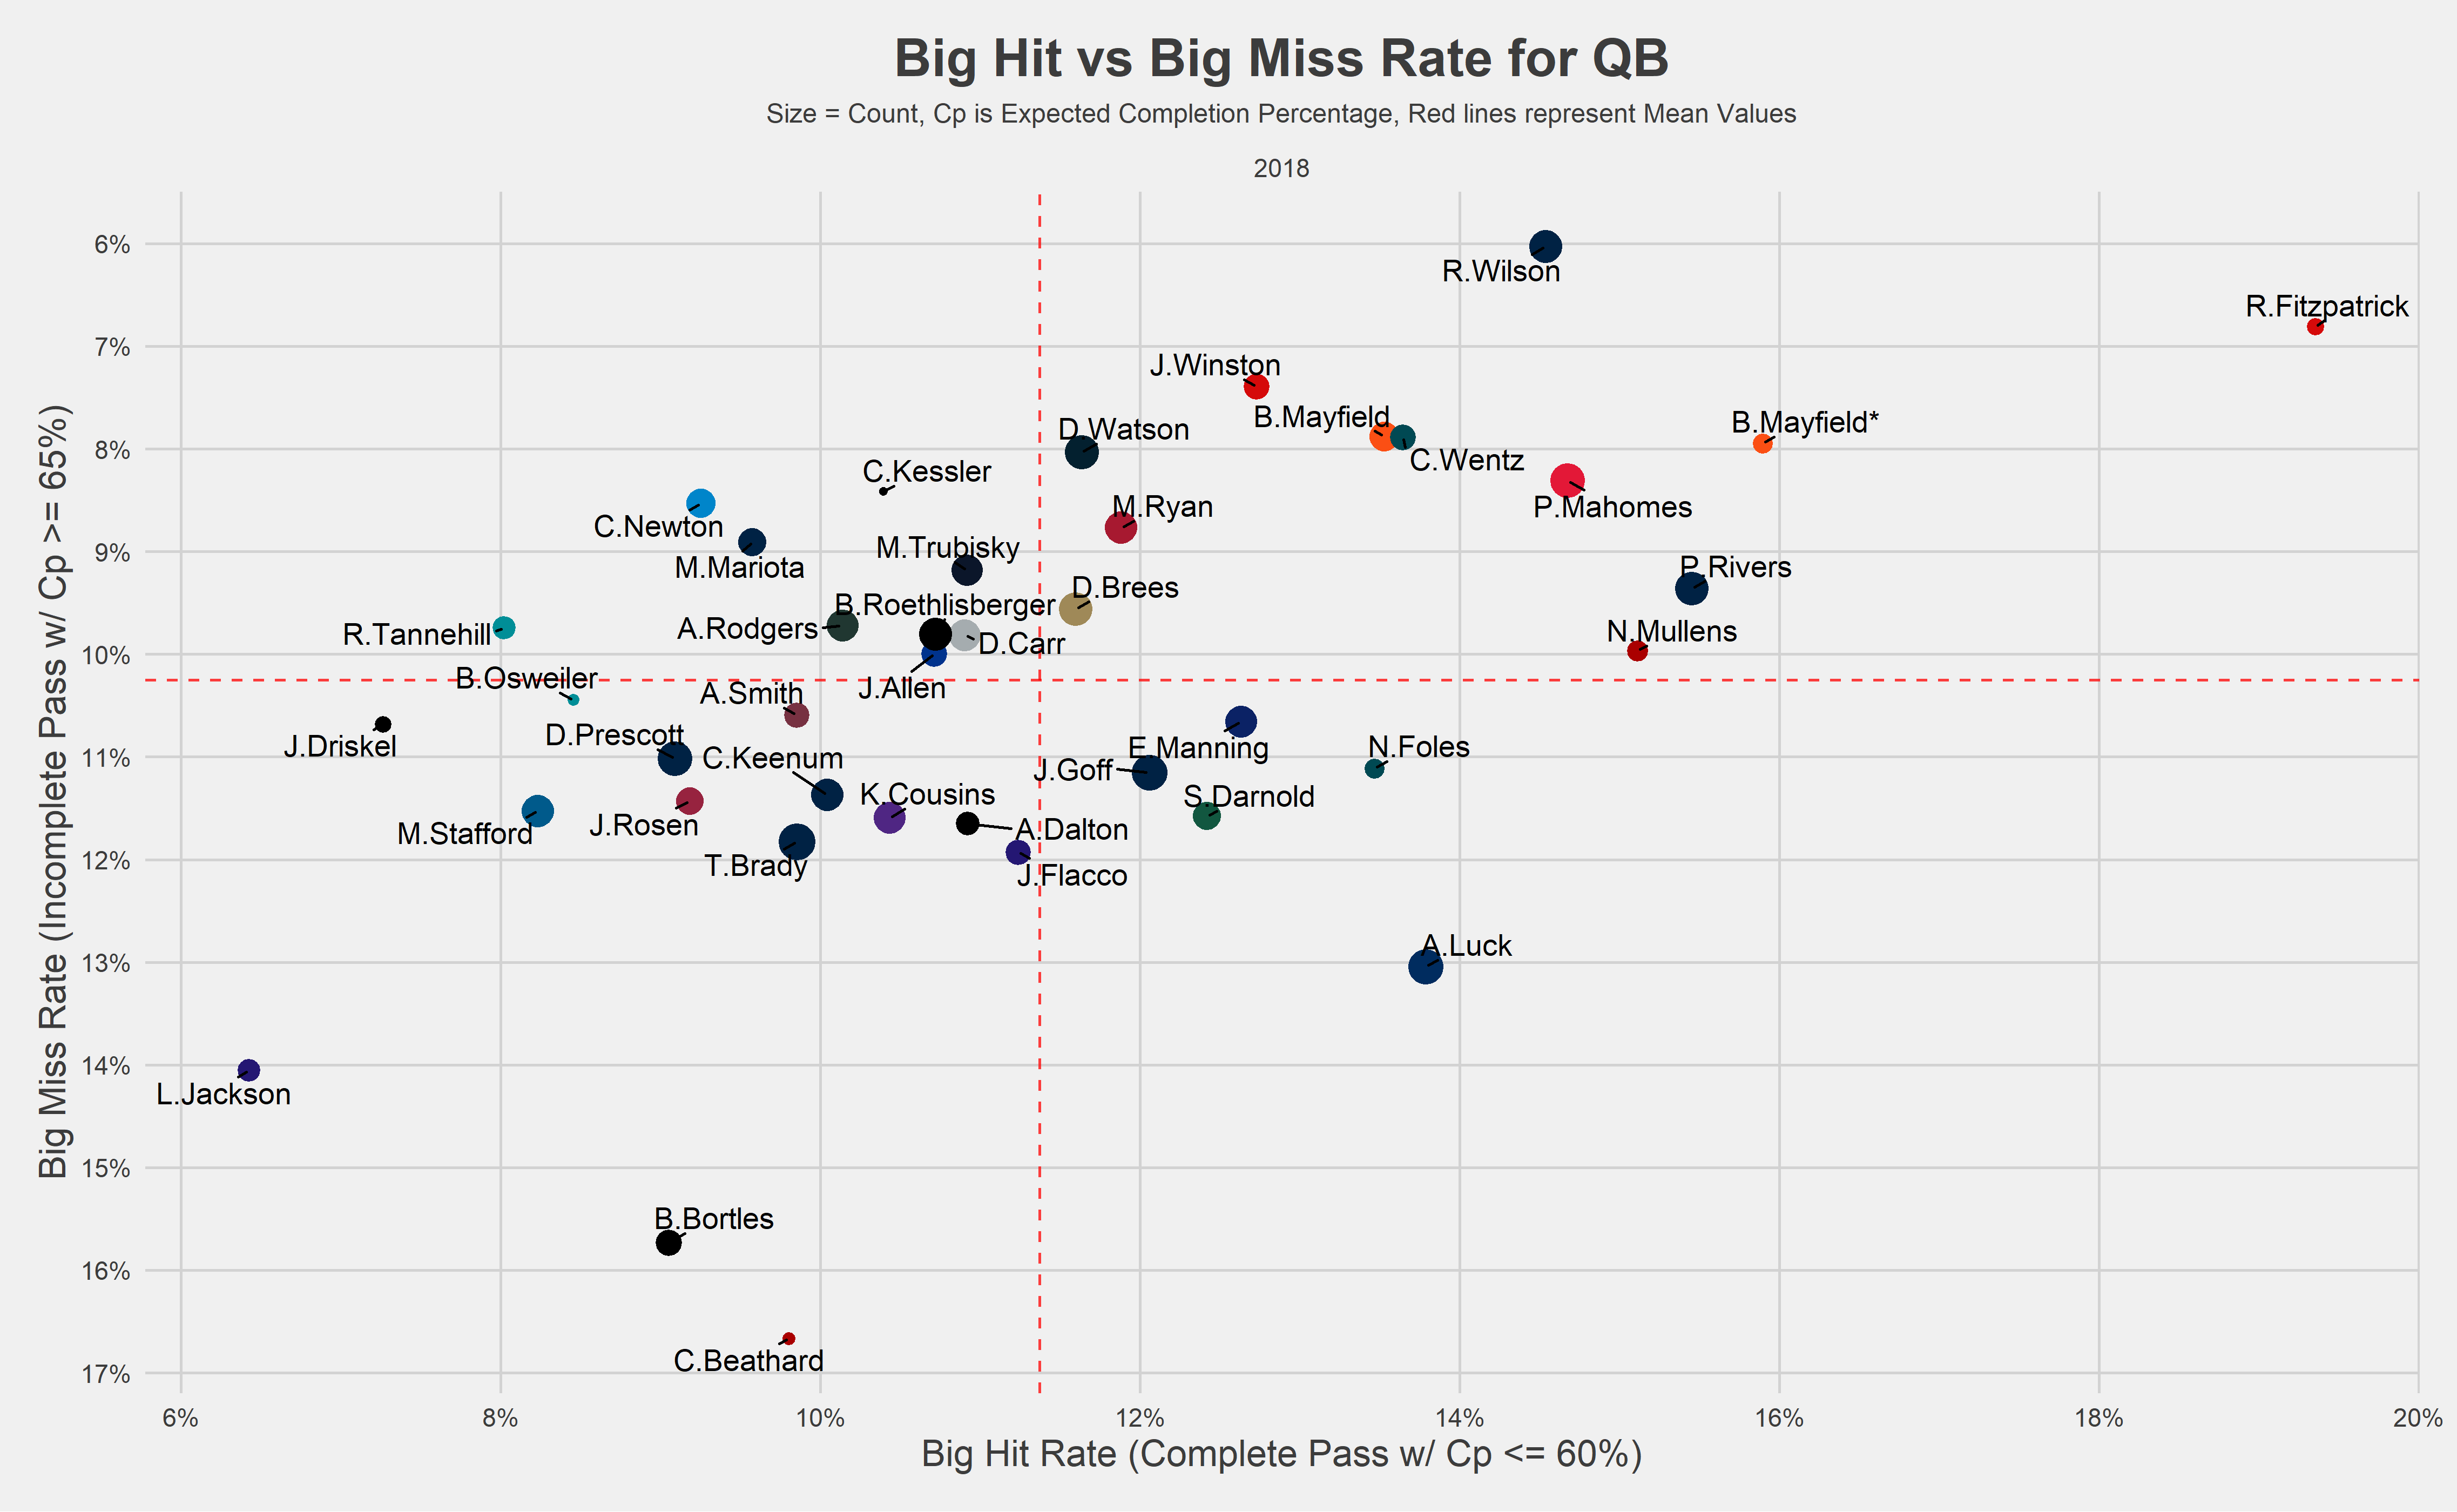 Big Hit vs Big Miss Rate for QB
Size = Count, Cp is Expected Completion Percentage, Red lines represent Mean Values
2018
Big Miss Rate (Incomplete Pass w/ Cp >= 65%)
6%
7%
8%
9%
10%
11%
12%
13%
14%
15%
16%
17%
R.Wilson
R.Fitzpatrick
J.Winston
B.Mayfield
B.Mayfield*
D.Watson
C.Wentz
C.Kessler
P.Mahomes
M.Ryan
C.Newton
M.Trubisky
M.Mariota
P.Rivers
D.Brees
B.Roethlisberger
A.Rodgers
R.Tannehill
D.Carr
N.Mullens
B.Osweiler
J.Allen
A.Smith
J.Driskel
D.Prescott
C.Keenum
E.Manning
N.Foles
J.Goff
K.Cousins
S.Darnold
J.Rosen
M.Stafford
A.Dalton
T.Brady
J.Flacco
A.Luck
L.Jackson
B.Bortles
C.Beathard
6%
8%
10%
12%
14%
16%
18%
20%
Big Hit Rate (Complete Pass w/ Cp <= 60%)